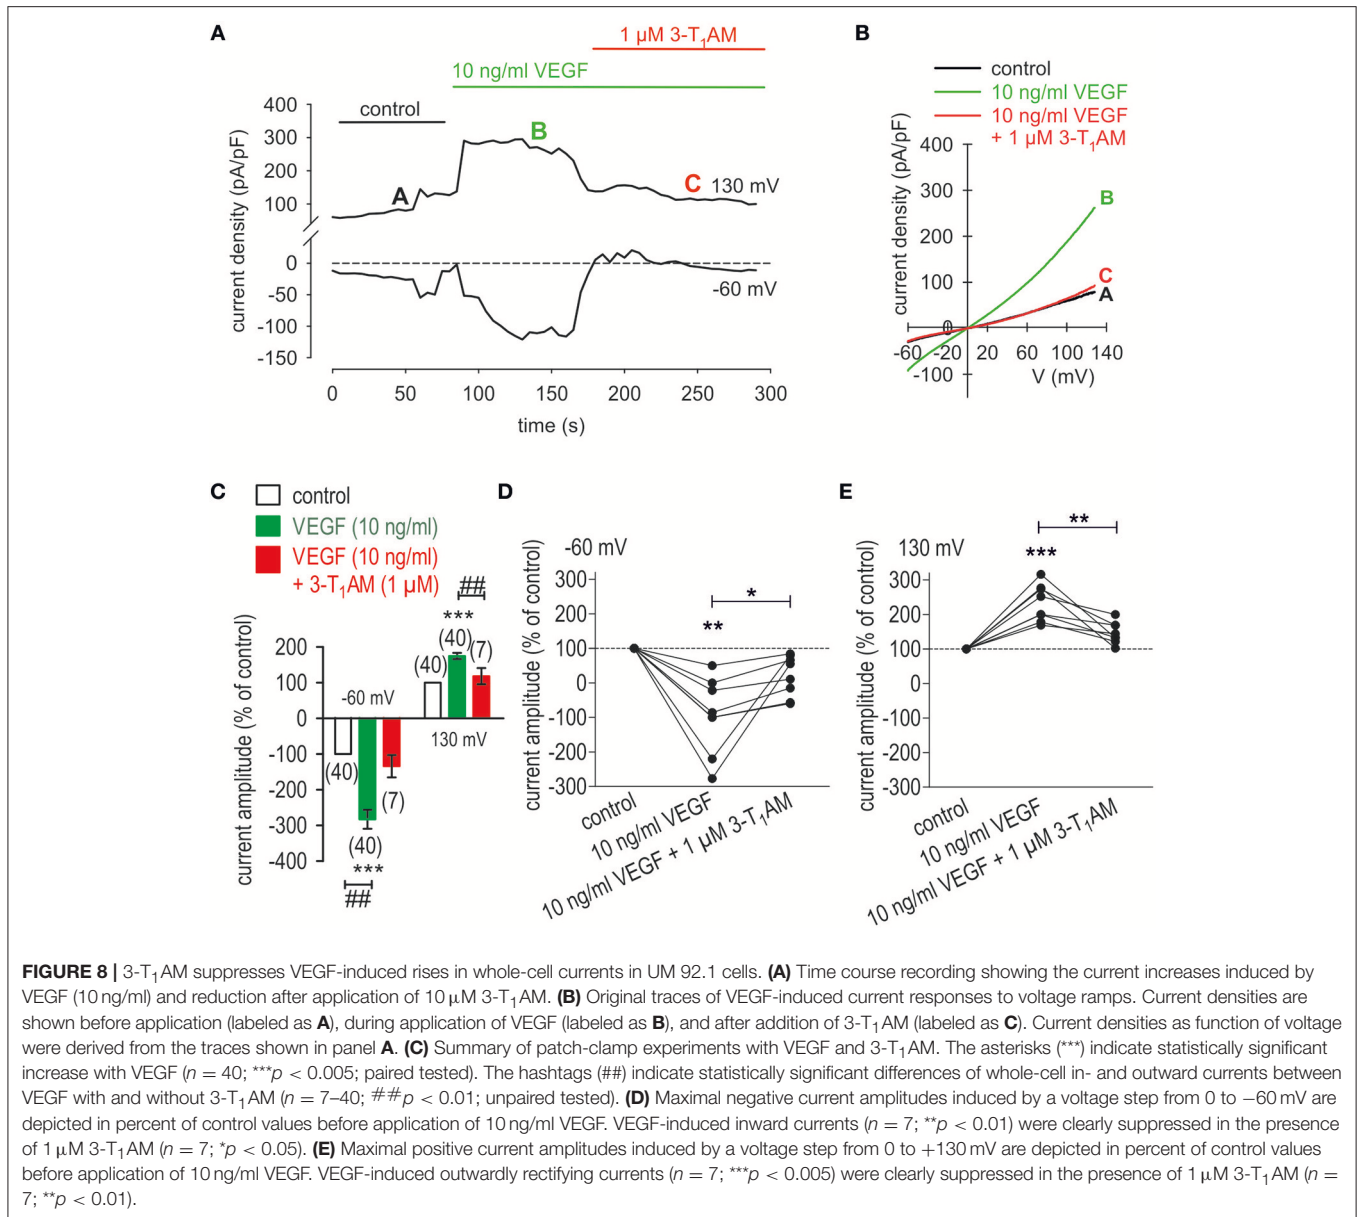 A
1 µM 3-T1AM
10 ng/ml VEGF
control
current density (pA/pF)
400
300
200
100
0
-50
-100
-150
A
B
C
130 mV
-60 mV
0 50 100 150 200 250 300
time (s)
B
control
10 ng/ml VEGF
10 ng/ml VEGF
+ 1 µM 3-T1AM
current density (pA/pF)
400
300
200
100
0
-100
-60 -20 20 60 100 140
V (mV)
B
C
A
C
control
VEGF (10 ng/ml)
VEGF (10 ng/ml)
+ 3-T1AM (1 µM)
##
***
(40)
(40)
(7)
current amplitude (% of control)
200
100
0
-100
-200
-300
-400
-60 mV
130 mV
(40)
(7)
(40)
***
##
D
-60 mV
*
**
current amplitude (% of control)
300
200
100
0
-100
-200
-300
control
10 ng/ml VEGF
10 ng/ml VEGF + 1 µM 3-T1AM
E
130 mV
**
***
current amplitude (% of control)
300
200
100
0
-100
-200
-300
control
10 ng/ml VEGF
10 ng/ml VEGF + 1 µM 3-T1AM
FIGURE 8 | 3-T1AM suppresses VEGF-induced rises in whole-cell currents in UM 92.1 cells. (A) Time course recording showing the current increases induced by
VEGF (10 ng/ml) and reduction after application of 10 µM 3-T1AM. (B) Original traces of VEGF-induced current responses to voltage ramps. Current densities are
shown before application (labeled as A), during application of VEGF (labeled as B), and after addition of 3-T1AM (labeled as C). Current densities as function of voltage
were derived from the traces shown in panel A. (C) Summary of patch-clamp experiments with VEGF and 3-T1AM. The asterisks (***) indicate statistically significant
increase with VEGF (n = 40; ***p < 0.005; paired tested). The hashtags (##) indicate statistically significant differences of whole-cell in- and outward currents between
VEGF with and without 3-T1AM (n = 7–40; ##p < 0.01; unpaired tested). (D) Maximal negative current amplitudes induced by a voltage step from 0 to −60 mV are
depicted in percent of control values before application of 10 ng/ml VEGF. VEGF-induced inward currents (n = 7; **p < 0.01) were clearly suppressed in the presence
of 1 µM 3-T1AM (n = 7; *p < 0.05). (E) Maximal positive current amplitudes induced by a voltage step from 0 to +130 mV are depicted in percent of control values
before application of 10 ng/ml VEGF. VEGF-induced outwardly rectifying currents (n = 7; ***p < 0.005) were clearly suppressed in the presence of 1 µM 3-T1AM (n =
7; **p < 0.01).